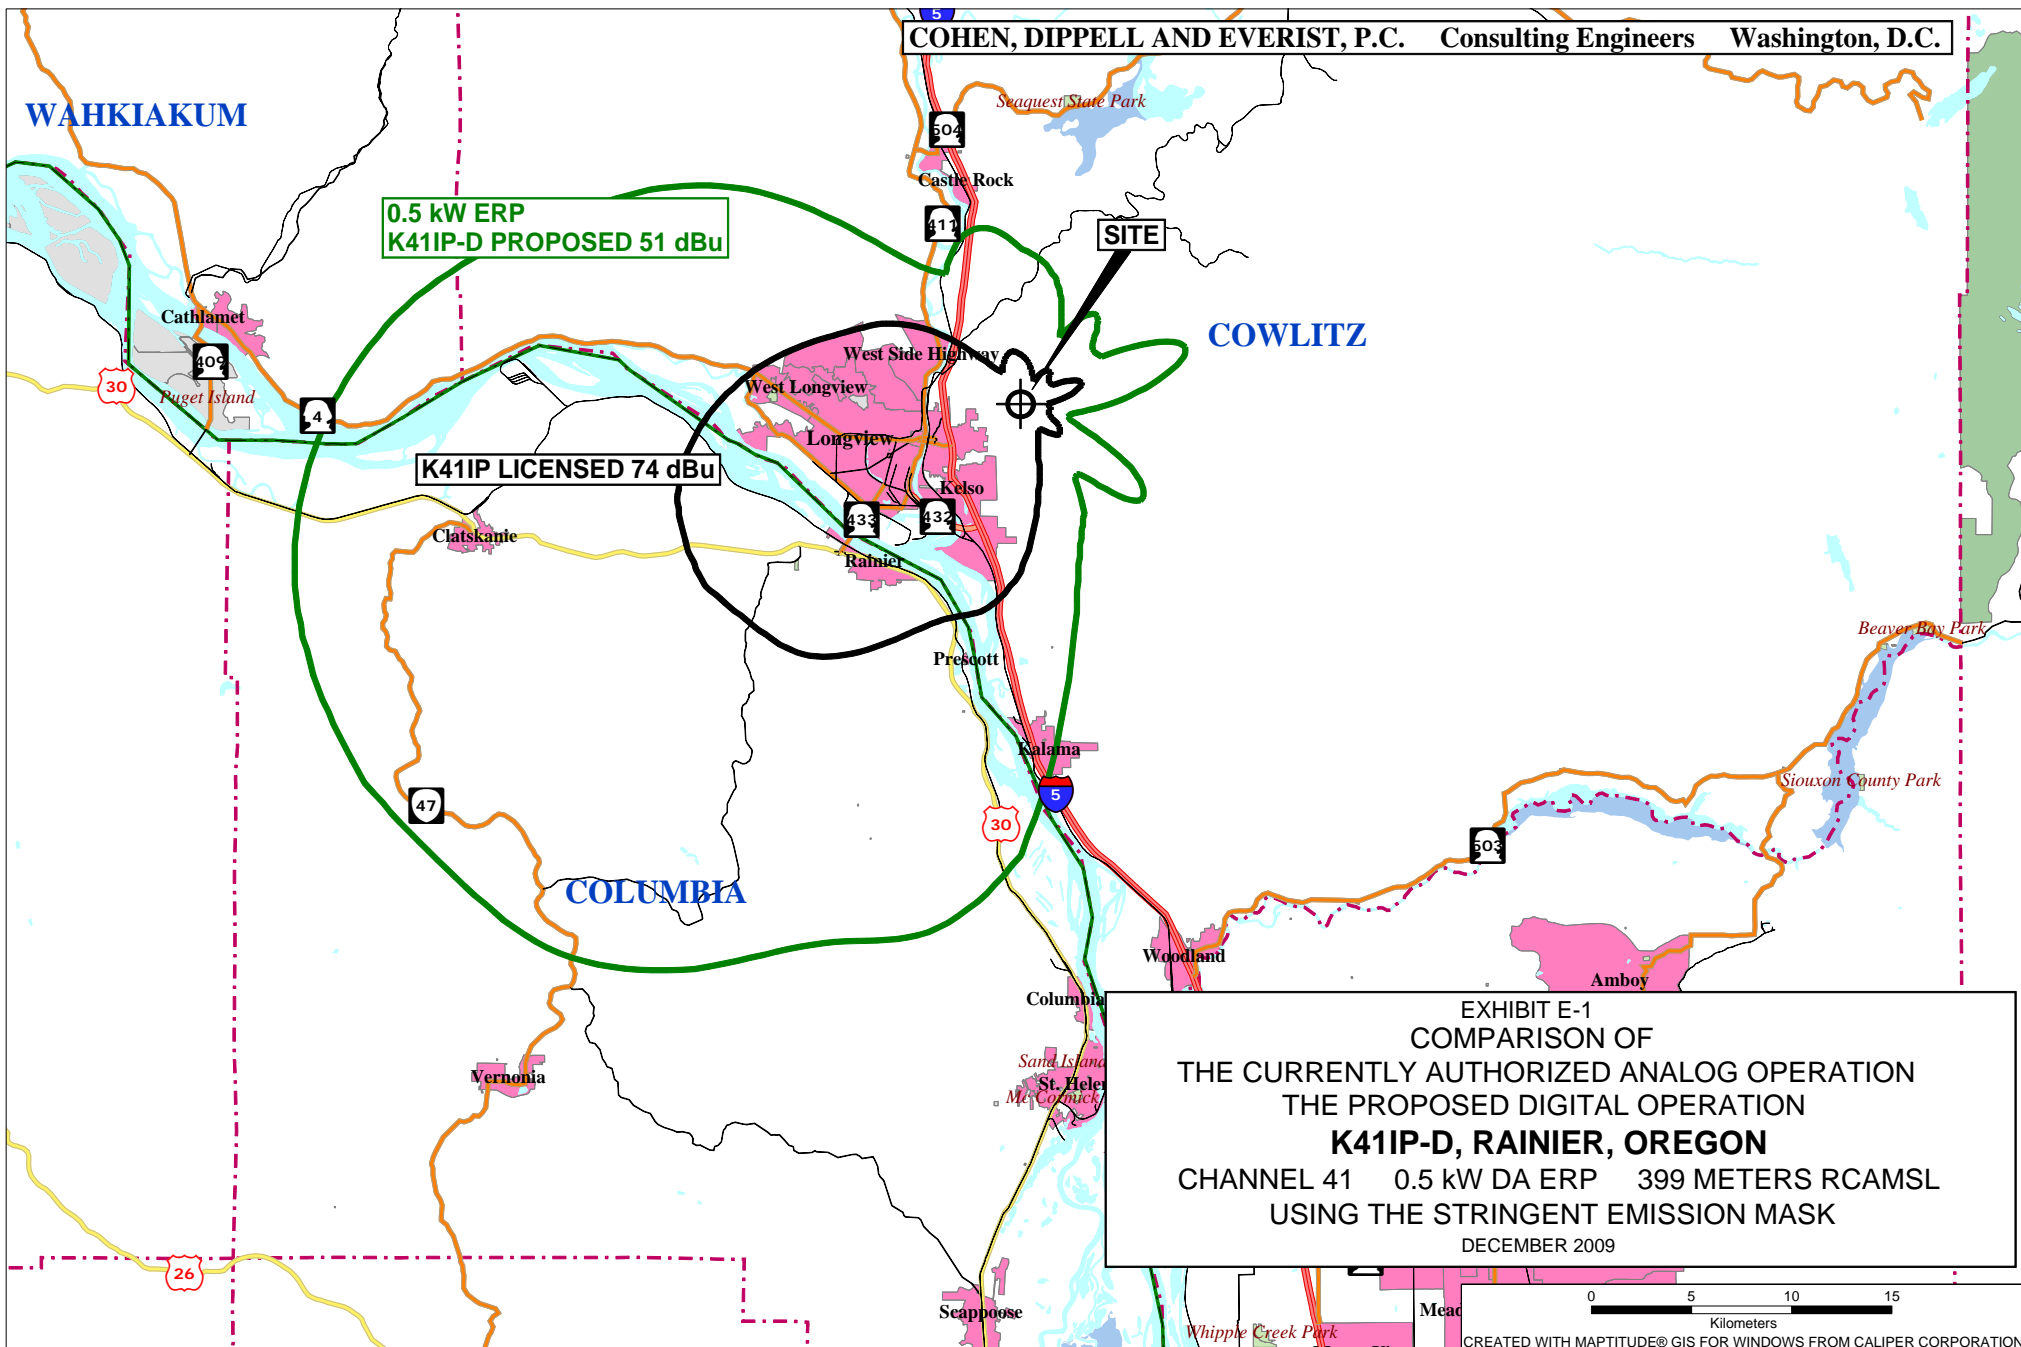 5
COHEN, DIPPELL AND EVERIST, P.C. Consulting Engineers Washington, D.C.
WAHKIAKUM
Seaquest State Park
504
Castle Rock
0.5 kW ERP
K41IP-D PROPOSED 51 dBu
411
SITE
Cathlamet
COWLITZ
409
West Side Highway
30
Puget Island
West Longview
4
Longview
K41IP LICENSED 74 dBu
Kelso
433
432
Clatskanie
Rainier
Beaver Bay Park
Prescott
Kalama
Siouxon County Park
5
47
30
503
COLUMBIA
Woodland
Amboy
Columbia
EXHIBIT E-1
COMPARISON OF
THE CURRENTLY AUTHORIZED ANALOG OPERATION
THE PROPOSED DIGITAL OPERATION
K41IP-D, RAINIER, OREGON
CHANNEL 41 0.5 kW DA ERP 399 METERS RCAMSL
USING THE STRINGENT EMISSION MASK
DECEMBER 2009
Sand Island
Vernonia
St. Helen
Mc Cormick
26
Scappoose
Mead
Whipple Creek Park
0 5 10 15
Kilometers
CREATED WITH MAPTITUDE® GIS FOR WINDOWS FROM CALIPER CORPORATION